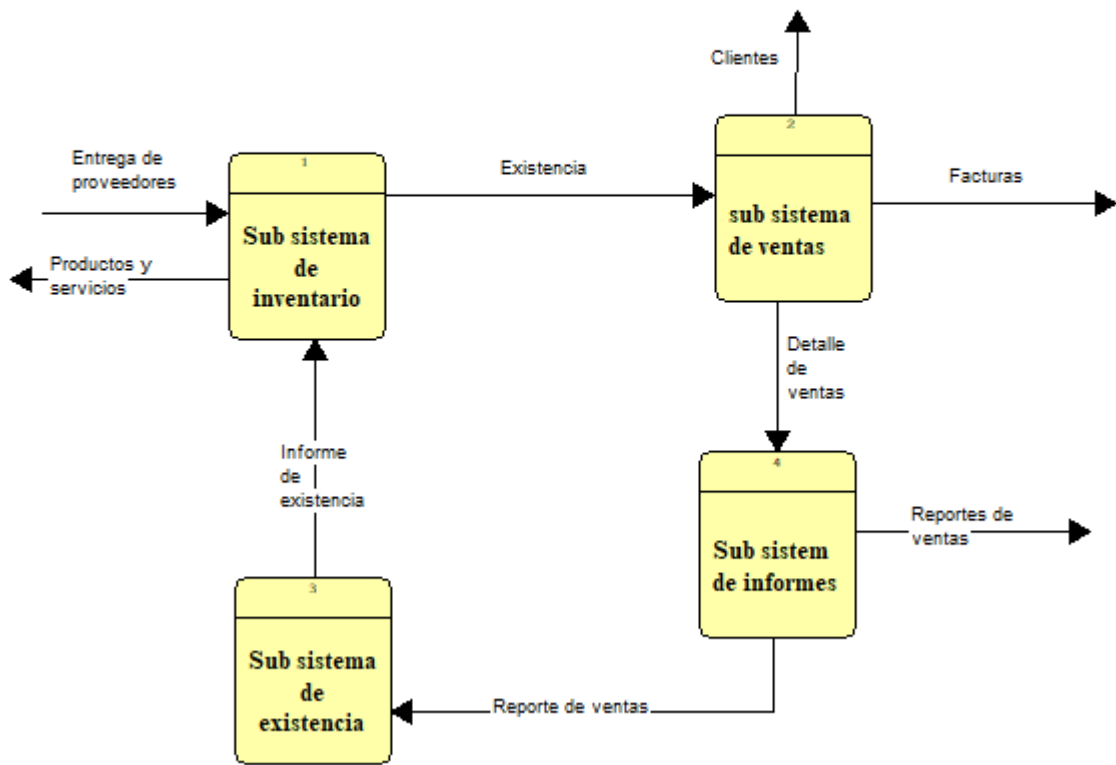 Clientes
2
Entrega de
proveedores
1
Existencia
Facturas
Sub sistema
de
inventario
sub sistema
de ventas
Productos y
servicios
Detalle
de
ventas
Informe
de
existencia
4
Sub sistem
de informes
Reportes de
ventas
3
Sub sistema
de
existencia
Reporte de ventas